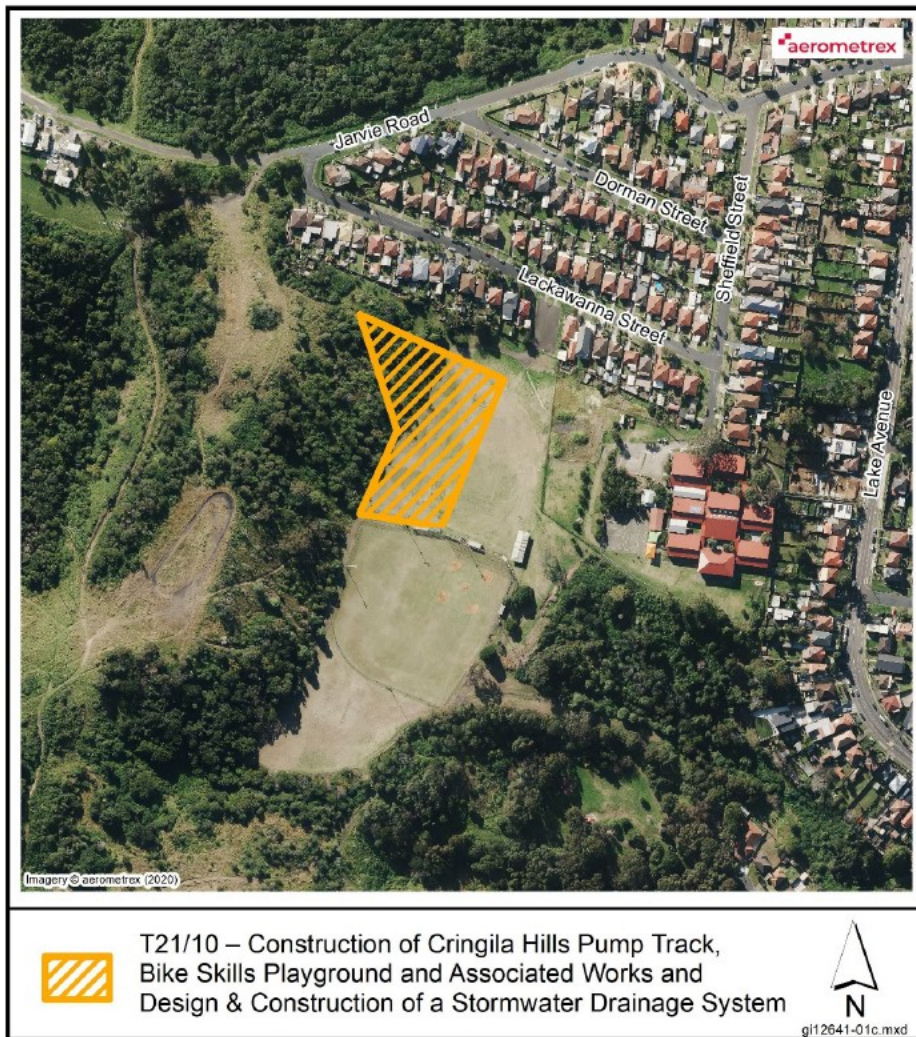 aerometrex
Jarvie Road
Dorman Street
Sheffield Street
Lackawanna Street
Lake Avenue
Imagery © aerometrex (2020)
T21/10 – Construction of Cringila Hills Pump Track,
Bike Skills Playground and Associated Works and
Design & Construction of a Stormwater Drainage System
N
gi12641-01c.mxd